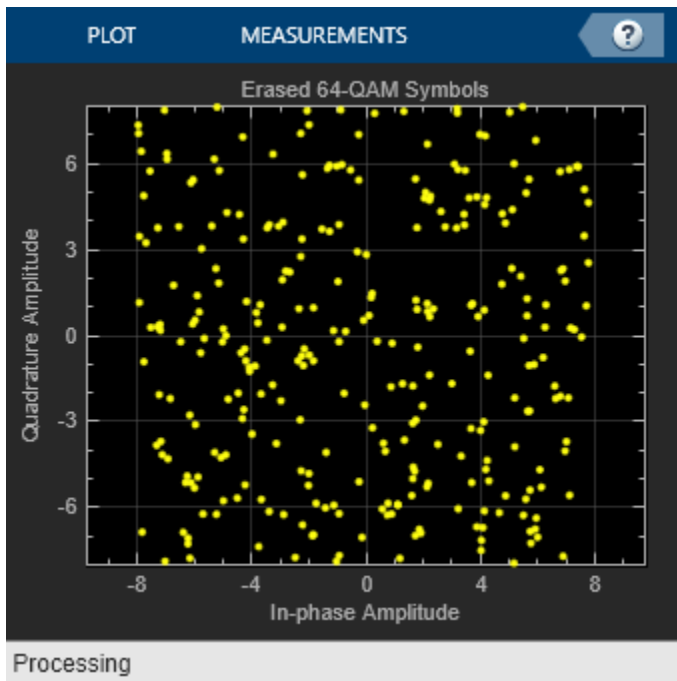 PLOT MEASUREMENTS ?
Erased 64-QAM Symbols
Quadrature Amplitude
6
3
0
-3
-6
-8 -4 0 4 8
In-phase Amplitude
Processing